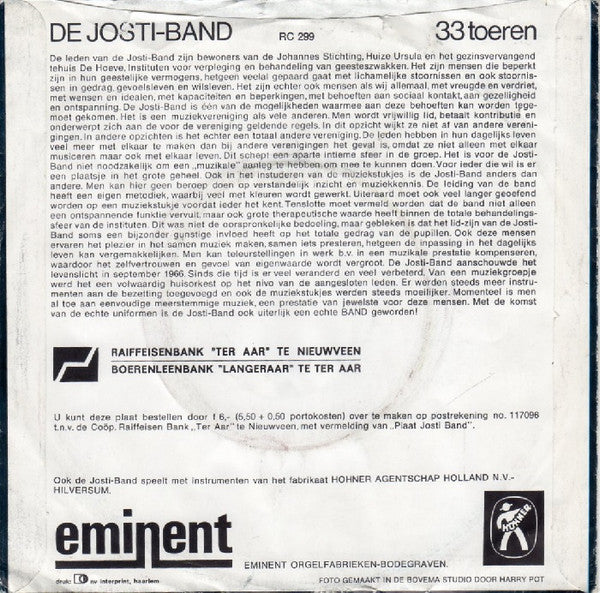 DE JOSTI-BAND RC 299 33 toeren
De leden van de Josti-Band zijn bewoners van de Johannes Stichting, Huize Ursula en het gezinsvervangend
tehuis De Hoeve. Instituten voor verpleging en behandeling van geesteszwakken. Het zijn mensen die beperkt
zijn in hun geestelijke vermogens, hetgeen veelal gepaard gaat met lichamelijke stoornissen en ook stoornis-
sen in gedrag, gevoelsleven en wilsleven. Het zijn echter ook mensen als wij allemaal, met vreugde en verdriet,
met wensen en idealen, met kapaciteiten en beperkingen, met behoeften aan sociaal kontakt, aan gezelligheid
en ontspanning. De Josti-Band is één van de mogelijkheden waarmee aan deze behoeften kan worden tege-
moet gekomen. Het is een muziekvereniging als vele anderen. Men wordt vrijwillig lid, betaalt kontributie en
onderwerpt zich aan de voor de vereniging geldende regels. In dit opzicht wijkt ze niet af van andere vereni-
gingen. In andere opzichten is het echter een totaal andere vereniging. De leden hebben in hun dagelijks leven
veel meer met elkaar te maken dan bij andere verenigingen het geval is, omdat ze niet alleen met elkaar
musiceren maar ook met elkaar leven. Dit schept een aparte intieme sfeer in de groep. Het is voor de Josti-
Band niet noodzakelijk om een „muzikale" aanleg te hebben om mee te kunnen doen. Voor ieder die wil is er
een plaatsje in het grote geheel. Ook in het instuderen van de muziekstukjes is de Josti-Band anders dan
andere. Men kan hier geen beroep doen op verstandelijk inzicht en muziekkennis. De leiding van de band
heeft een eigen methodiek, waarbij veel met kleuren wordt gewerkt. Uiteraard moet ook veel langer geoefend
worden op een muziekstukje voordat ieder het kent. Tenslotte moet vermeld worden dat de band niet alleen
een ontspannende funktie vervult, maar ook grote therapeutische waarde heeft binnen de totale behandelings-
sfeer van de instituten. Dit was niet de oorspronkelijke bedoeling, maar gebleken is dat het lid-zijn van de Josti-
Band soms een bijzonder gunstige invloed heeft op het totale gedrag van de pupillen. Ook deze mensen
ervaren het plezier in het samen muziek maken, samen iets presteren, hetgeen de inpassing in het dagelijks
leven kan vergemakkelijken. Men kan teleurstellingen in werk b.v. in een muzikale prestatie kompenseren,
waardoor het zelfvertrouwen en gevoel van eigenwaarde wordt vergroot. De Josti-Band aanschouwde het
levenslicht in september 1966. Sinds die tijd is er veel veranderd en veel verbeterd. Van een muziekgroepje
werd het een volwaardig huisorkest op het nivo van de aangesloten leden. Er werden steeds meer instru-
menten aan de bezetting toegevoegd en ook de muziekstukjes werden steeds moeilijker. Momenteel is men
al toe aan eenvoudige meerstemmige muziek, een prestatie van jewelste voor deze mensen. Met de komst
van de echte uniformen is de Josti-Band ook uiterlijk een echte BAND geworden!
RAIFFEISENBANK "TER AAR" TE NIEUWVEEN
BOERENLEENBANK "LANGERAAR" TE TER AAR
U kunt deze plaat bestellen door f 6,- (5,50 + 0,50 portokosten) over te maken op postrekening no. 117096
t.n.v. de Coöp. Raiffeisen Bank „Ter Aar" te Nieuwveen, met vermelding van „Plaat Josti Band".
Ook de Josti-Band speelt met instrumenten van het fabrikaat HOHNER AGENTSCHAP HOLLAND N.V.-
HILVERSUM.
eminent
HOHNER
EMINENT ORGELFABRIEKEN-BODEGRAVEN.
druk: av interprint, haarlem
FOTO GEMAAKT IN DE BOVEMA STUDIO DOOR HARRY POT